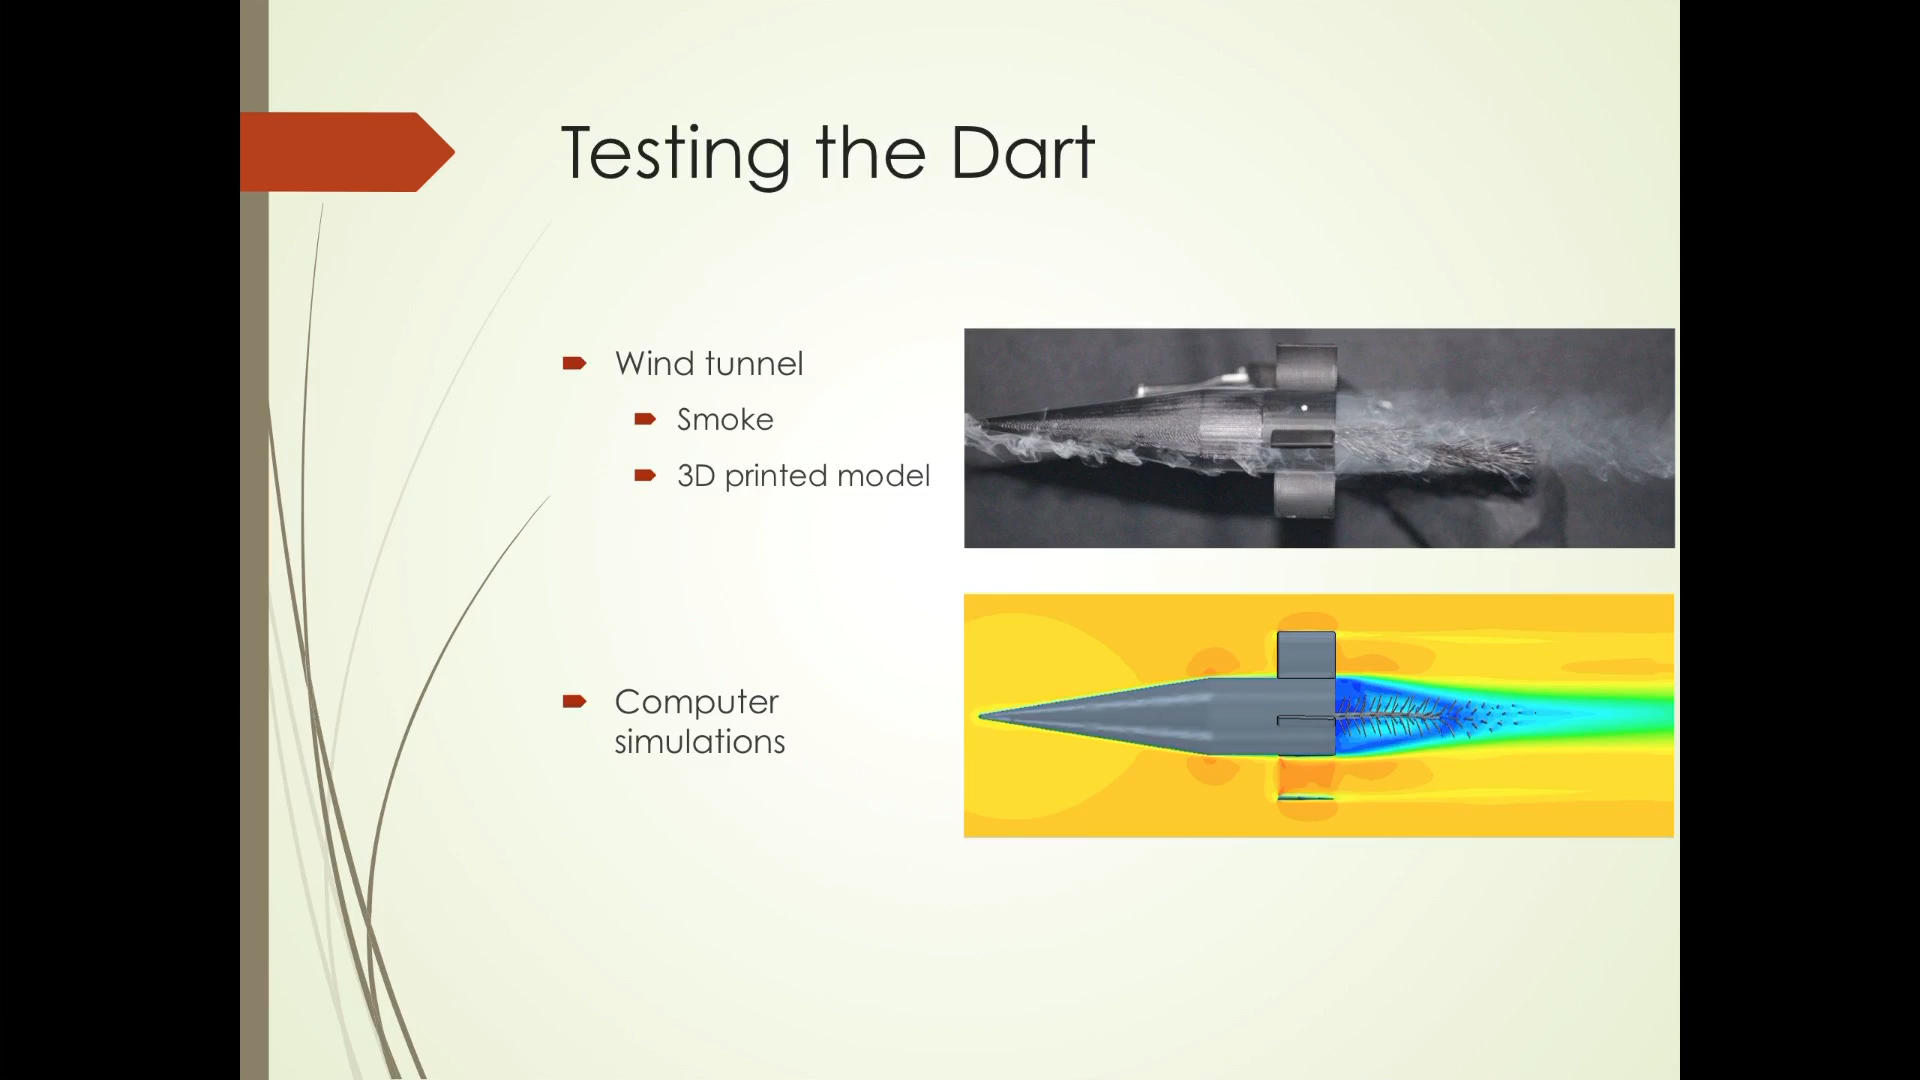 Testing the Dart
Wind tunnel
Smoke
3D printed model
Computer
simulations